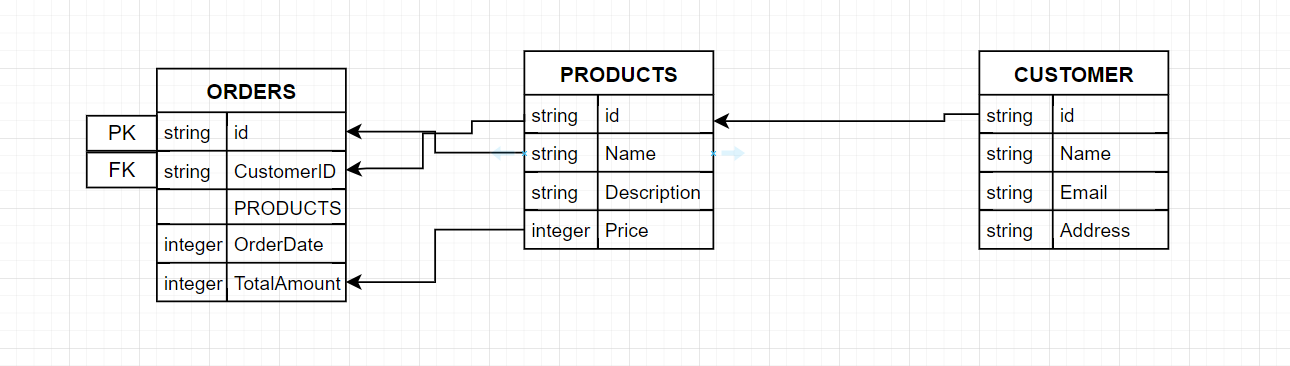 ORDERS
PK string id
FK string CustomerID
PRODUCTS
integer OrderDate
integer TotalAmount
PRODUCTS
string id
string Name
string Description
integer Price
CUSTOMER
string id
string Name
string Email
string Address